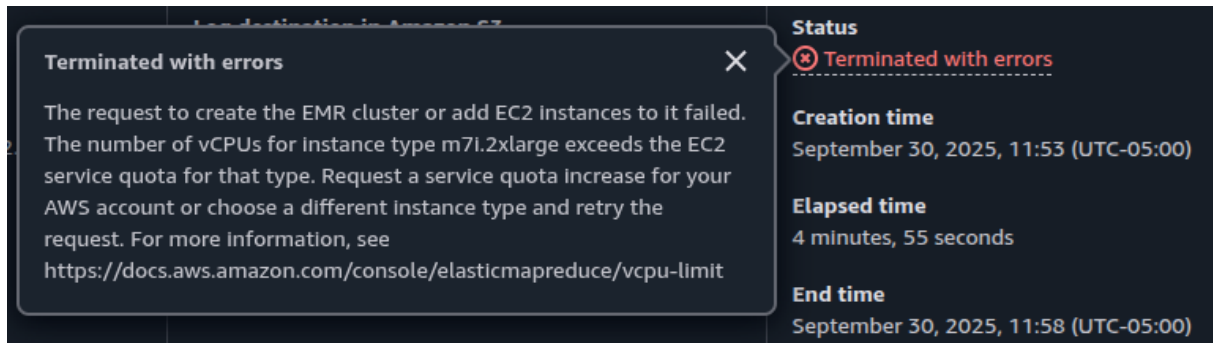 Status
Terminated with errors
Terminated with errors
The request to create the EMR cluster or add EC2 instances to it failed.
The number of vCPUs for instance type m7i.2xlarge exceeds the EC2
service quota for that type. Request a service quota increase for your
AWS account or choose a different instance type and retry the
request. For more information, see
https://docs.aws.amazon.com/console/elasticmapreduce/vcpu-limit
Creation time
September 30, 2025, 11:53 (UTC-05:00)
Elapsed time
4 minutes, 55 seconds
End time
September 30, 2025, 11:58 (UTC-05:00)